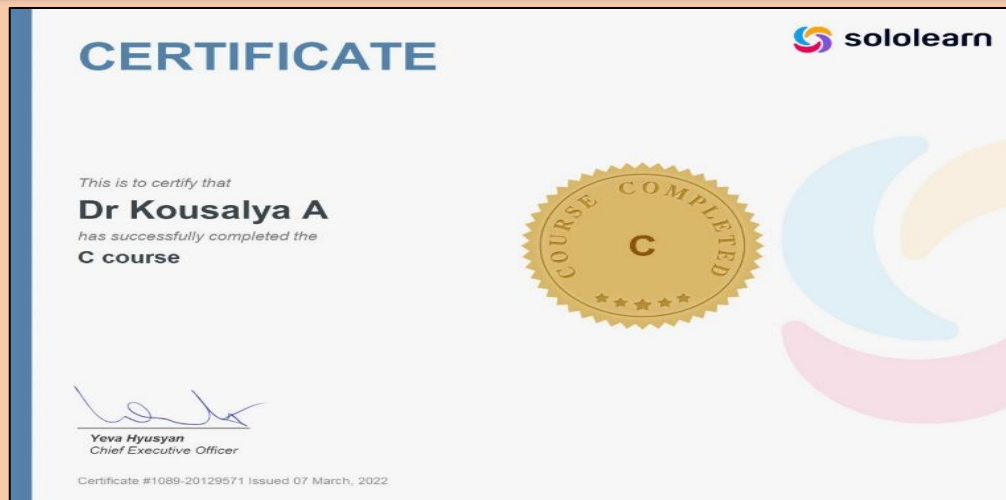 CERTIFICATE
sololearn
This is to certify that
Dr Kousalya A
has successfully completed the
C course
COURSE COMPLETED
C
Yeva Hyusyan
Chief Executive Officer
Certificate #1089-20129571 Issued 07 March, 2022